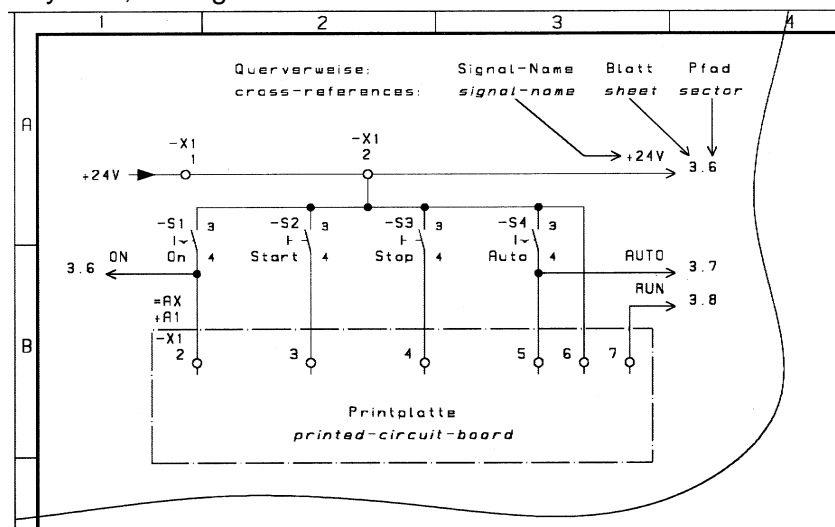 1 2 3 4
Querverweise: Signal-Name Blatt Pfad
cross-references: signal-name sheet sector
A
-X1 -X1
1 2
+24V +24V 3.6
-S1 3 -S2 3 -S3 3 -S4 3
On 4 Start 4 Stop 4 Auto 4
3.6 ON AUTO 3.7
RUN 3.8
=AX
+A1
B
-X1
2 3 4 5 6 7
Printplatte
printed-circuit-board